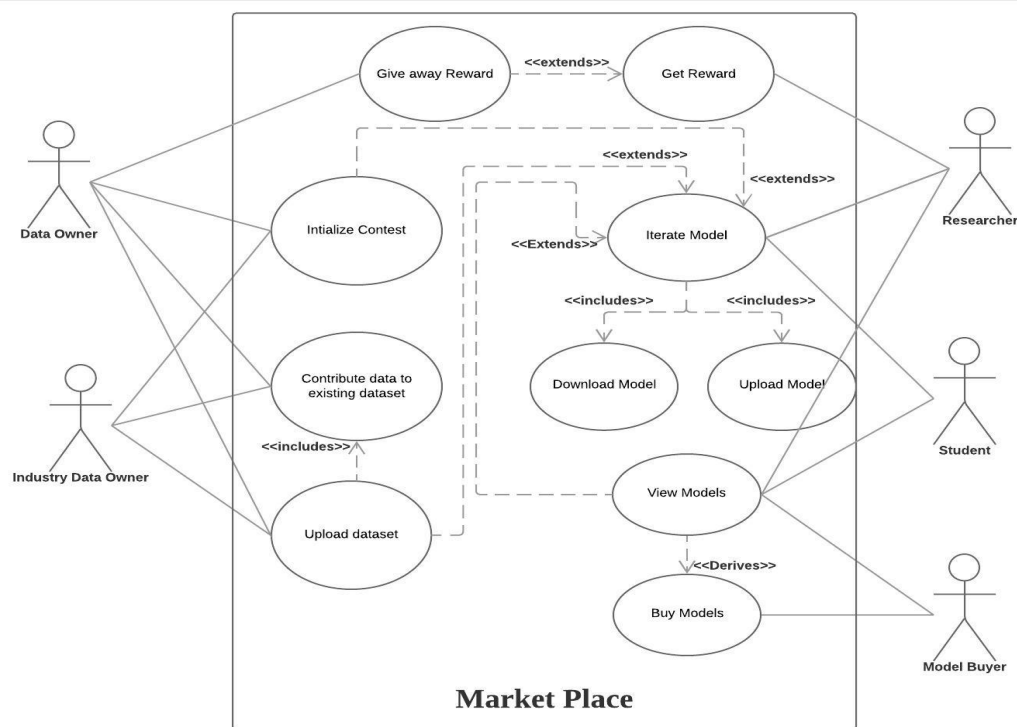 Give away Reward
<<extends>>
Get Reward
<<extends>>
<<extends>>
Data Owner
Intialize Contest
<<Extends>>
Iterate Model
Researcher
<<includes>>
<<includes>>
Contribute data to
existing dataset
Download Model
Upload Model
<<includes>>
Industry Data Owner
Student
Upload dataset
View Models
<<Derives>>
Buy Models
Model Buyer
Market Place